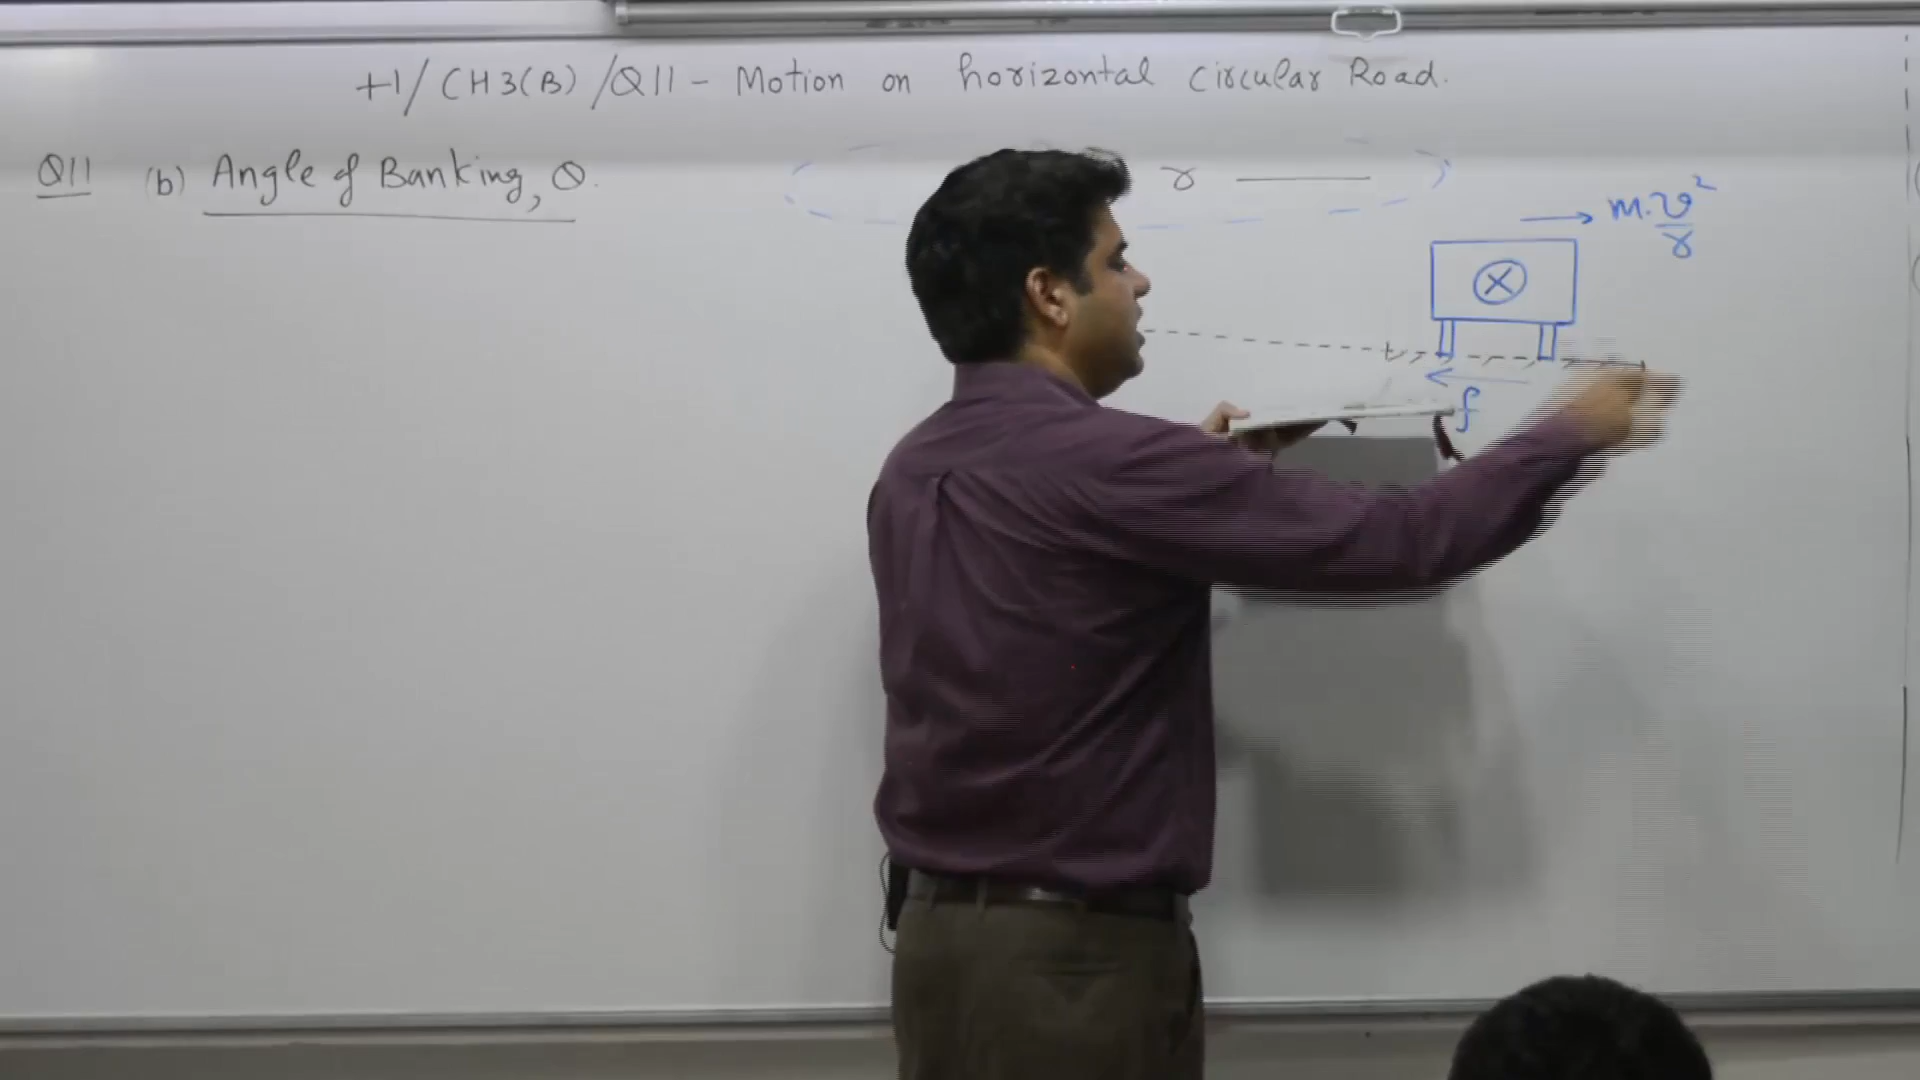 +1/CH3(B)/Q11 - Motion on horizontal Circular Road.
Q11 (b) Angle of Banking, θ.
r
m.v²/r
f